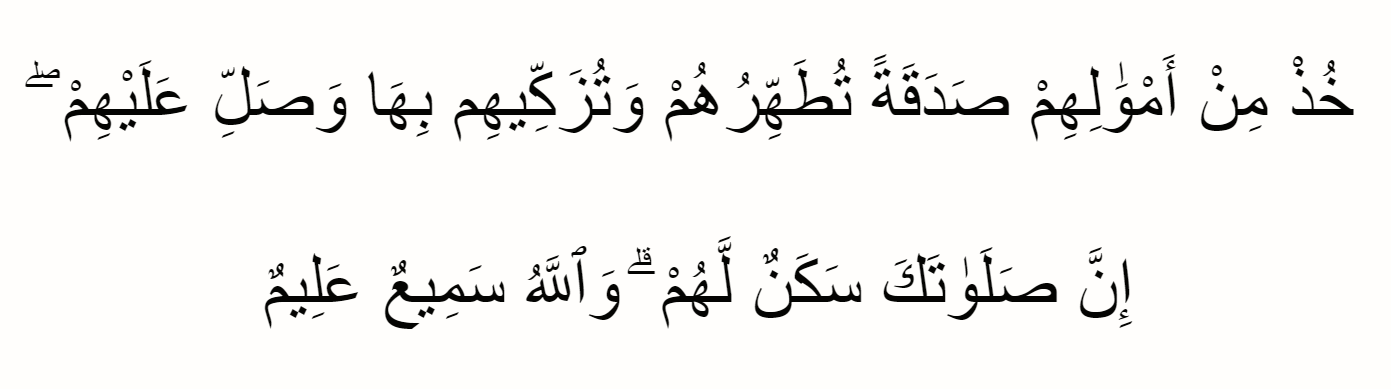 خُذْ مِنْ أَمْوَٰلِهِمْ صَدَقَةً تُطَهِّرُهُمْ وَتُزَكِّيهِم بِهَا وَصَلِّ عَلَيْهِمْ ۖ
إِنَّ صَلَوٰتَكَ سَكَنٌ لَّهُمْ ۗ وَٱللَّهُ سَمِيعٌ عَلِيمٌ